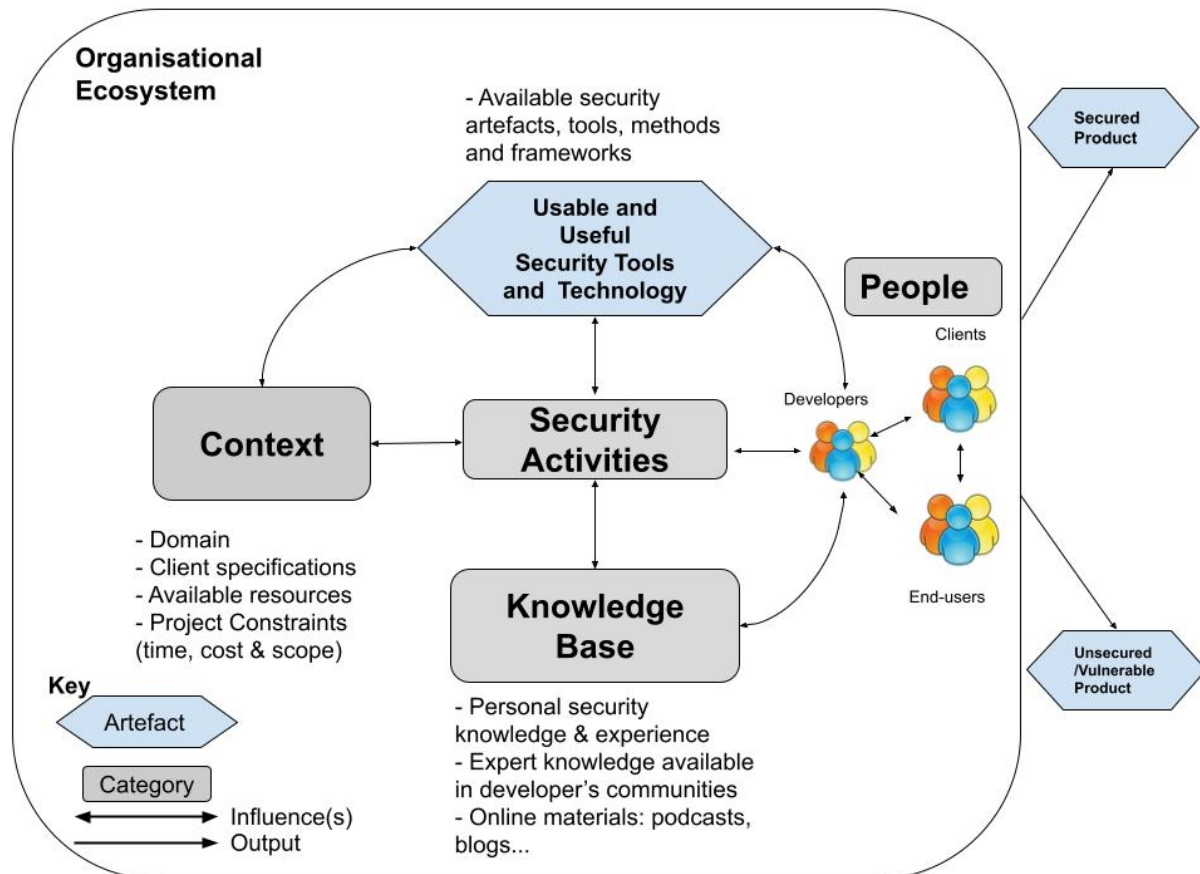 Organisational
Ecosystem
- Available security
artefacts, tools, methods
and frameworks
Usable and
Useful
Security Tools
and Technology
Secured
Product
People
Clients
Developers
End-users
Context
Security
Activities
- Domain
- Client specifications
- Available resources
- Project Constraints
(time, cost & scope)
Knowledge
Base
- Personal security
knowledge & experience
- Expert knowledge available
in developer's communities
- Online materials: podcasts,
blogs...
Unsecured
/Vulnerable
Product
Key
Artefact
Category
Influence(s)
Output